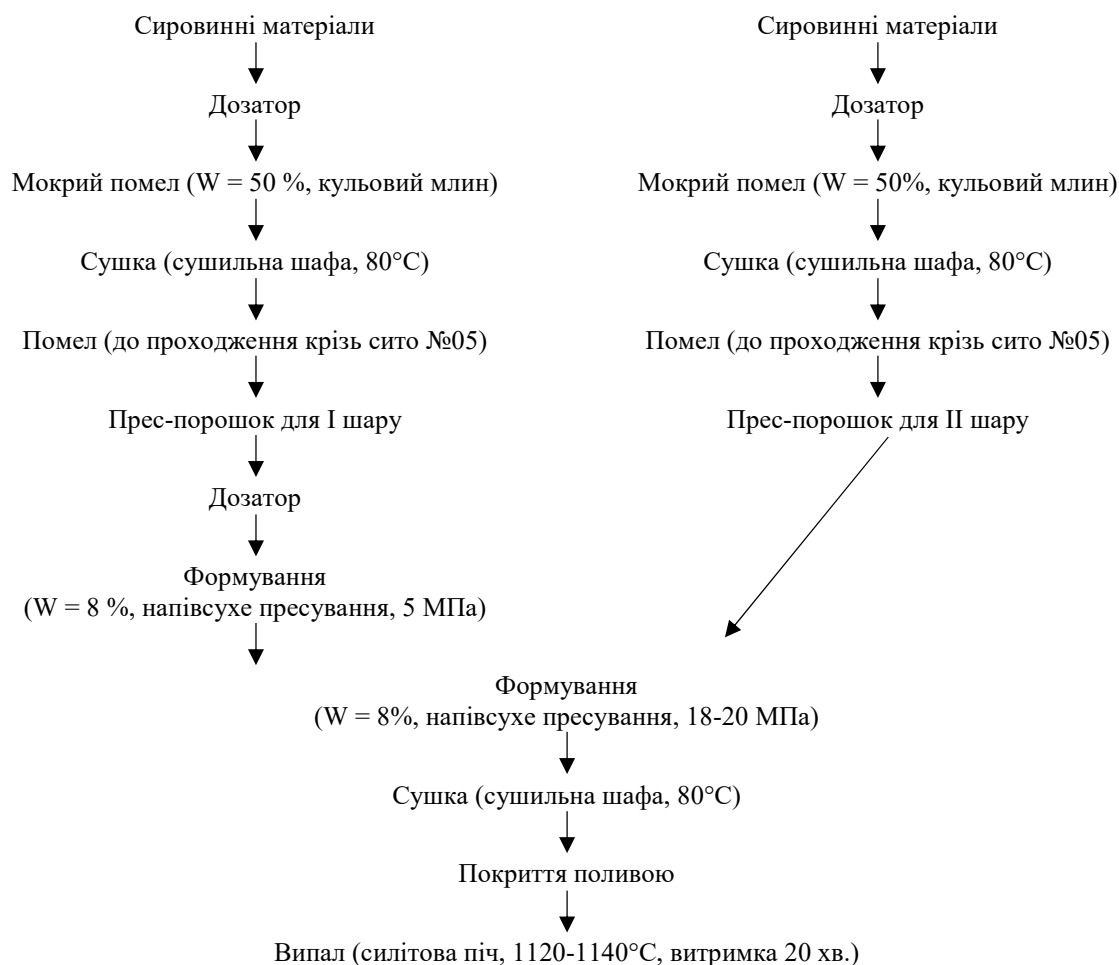 Сировинні матеріали
Дозатор
Мокрий помел (W = 50 %, кульовий млин)
Сушка (сушильна шафа, 80°С)
Помел (до проходження крізь сито №05)
Прес-порошок для I шару
Дозатор
Формування
(W = 8 %, напівсухе пресування, 5 МПа)
Сировинні матеріали
Дозатор
Мокрий помел (W = 50%, кульовий млин)
Сушка (сушильна шафа, 80°С)
Помел (до проходження крізь сито №05)
Прес-порошок для II шару
Формування
(W = 8%, напівсухе пресування, 18-20 МПа)
Сушка (сушильна шафа, 80°С)
Покриття поливою
Випал (силітова піч, 1120-1140°С, витримка 20 хв.)